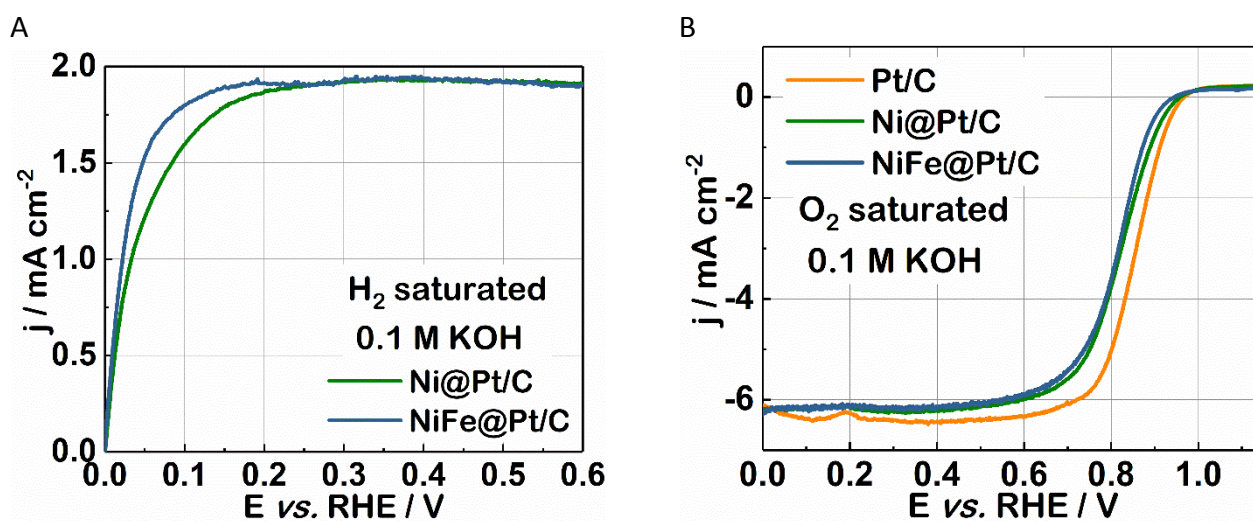 A
2.0
1.5
1.0
0.5
0.0
j / mA cm⁻²
H₂ saturated
0.1 M KOH
Ni@Pt/C
NiFe@Pt/C
0.0 0.1 0.2 0.3 0.4 0.5 0.6
E vs. RHE / V
B
0
-2
-4
-6
j / mA cm⁻²
Pt/C
Ni@Pt/C
NiFe@Pt/C
O₂ saturated
0.1 M KOH
0.0 0.2 0.4 0.6 0.8 1.0
E vs. RHE / V